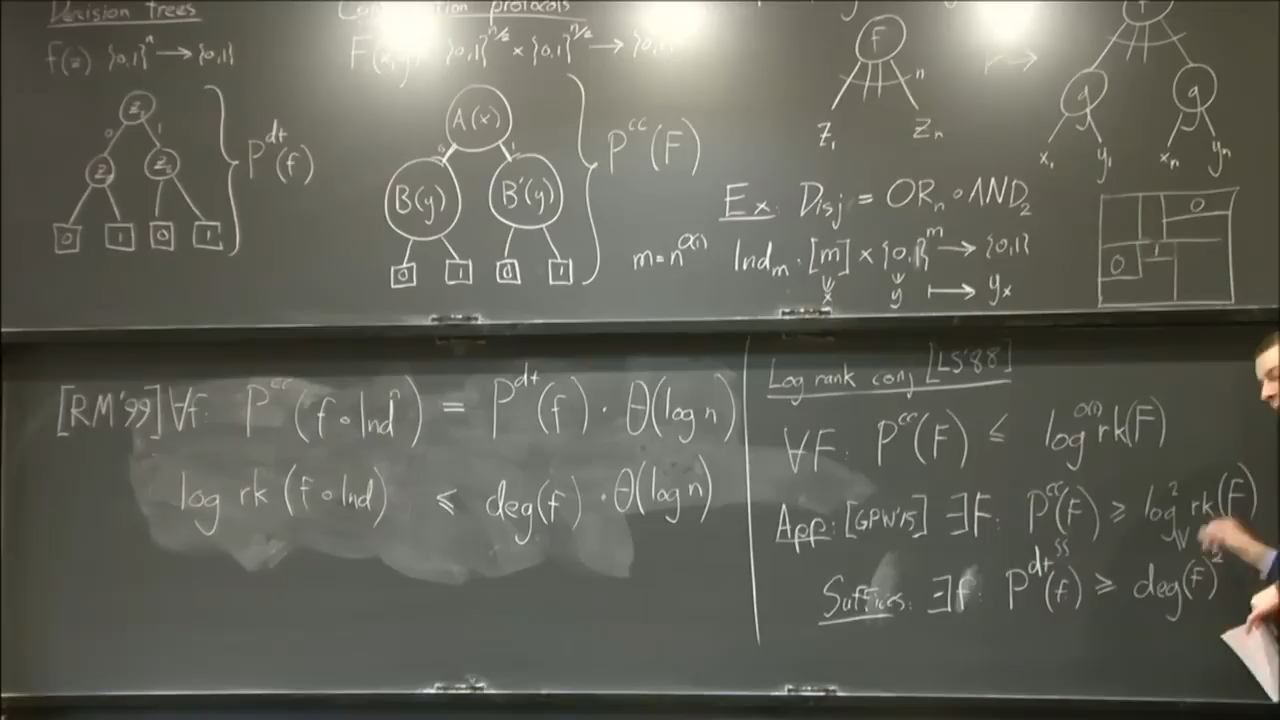 Decision trees
f(z) {0,1}ⁿ → {0,1}
z₁
0 1
z₂ z₂
0 1 0 1
P^dt(f)
protocols
{0,1}^{n/2} × {0,1}^{n/2} →
A(x)
0 1
B(y) B'(y)
0 1 0 1
P^cc(F)
f
n
z₁ zₙ
↦
f
g g
x₁ y₁ xₙ yₙ
Ex: Disj = ORₙ ∘ AND₂
m = n^{O(1)} Ind_m : [m] × {0,1}^m → {0,1}
x y ↦ y_x
0
1
0
[RM'99] ∀f: P^cc(f ∘ Indⁿ) = P^dt(f) · Θ(log n)
log rk (f ∘ Ind) ≤ deg(f) · Θ(log n)
Log rank conj [LS'88]
∀F: P^cc(F) ≤ log^{O(1)} rk(F)
App: [GPW'15] ∃F: P^cc(F) ≥ log² rk(F)
Suffices: ∃f: P^dt(f) ≥ deg(f)²